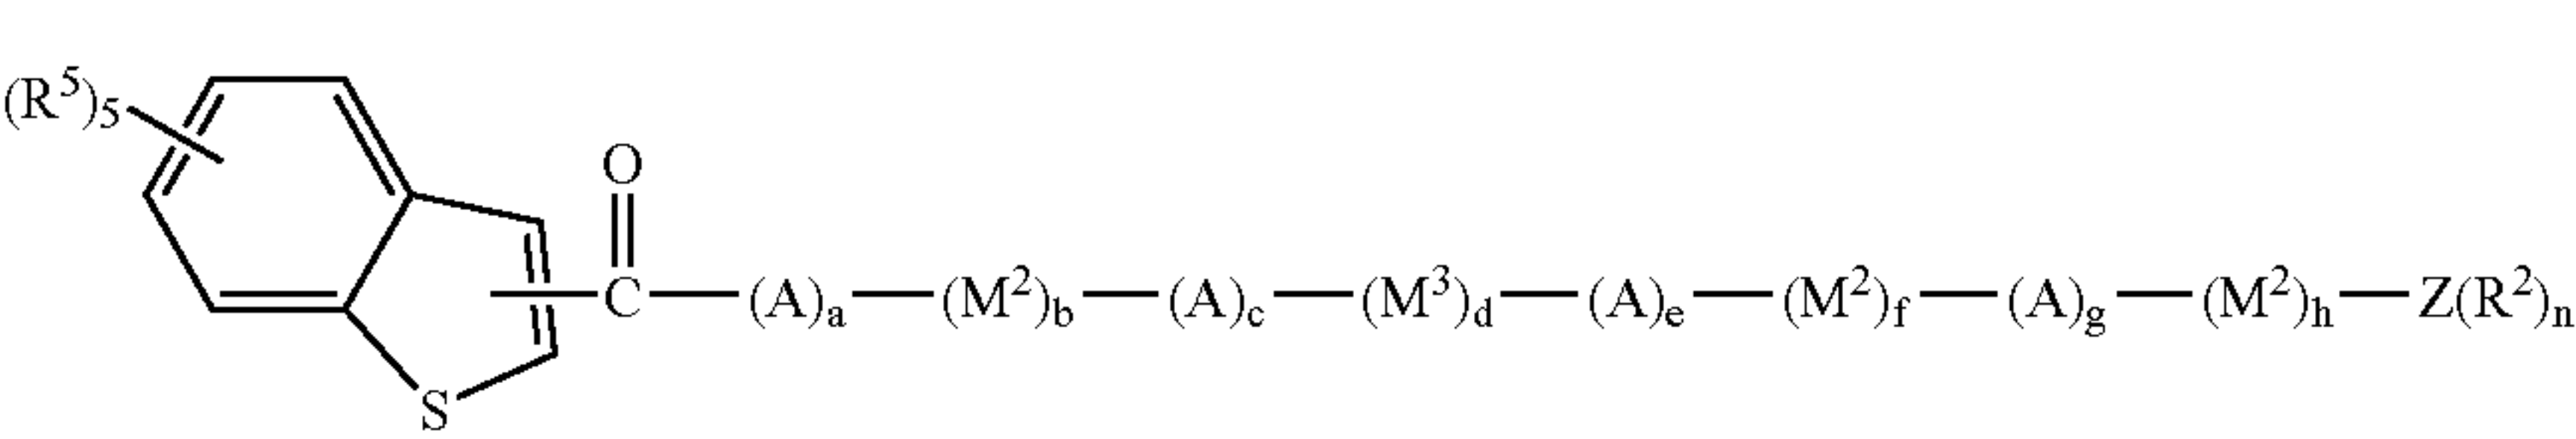 O
(R⁵)₅
C—(A)ₐ—(M²)b—(A)c—(M³)d—(A)ₑ—(M²)f—(A)g—(M²)ₕ—Z(R²)ₙ
S